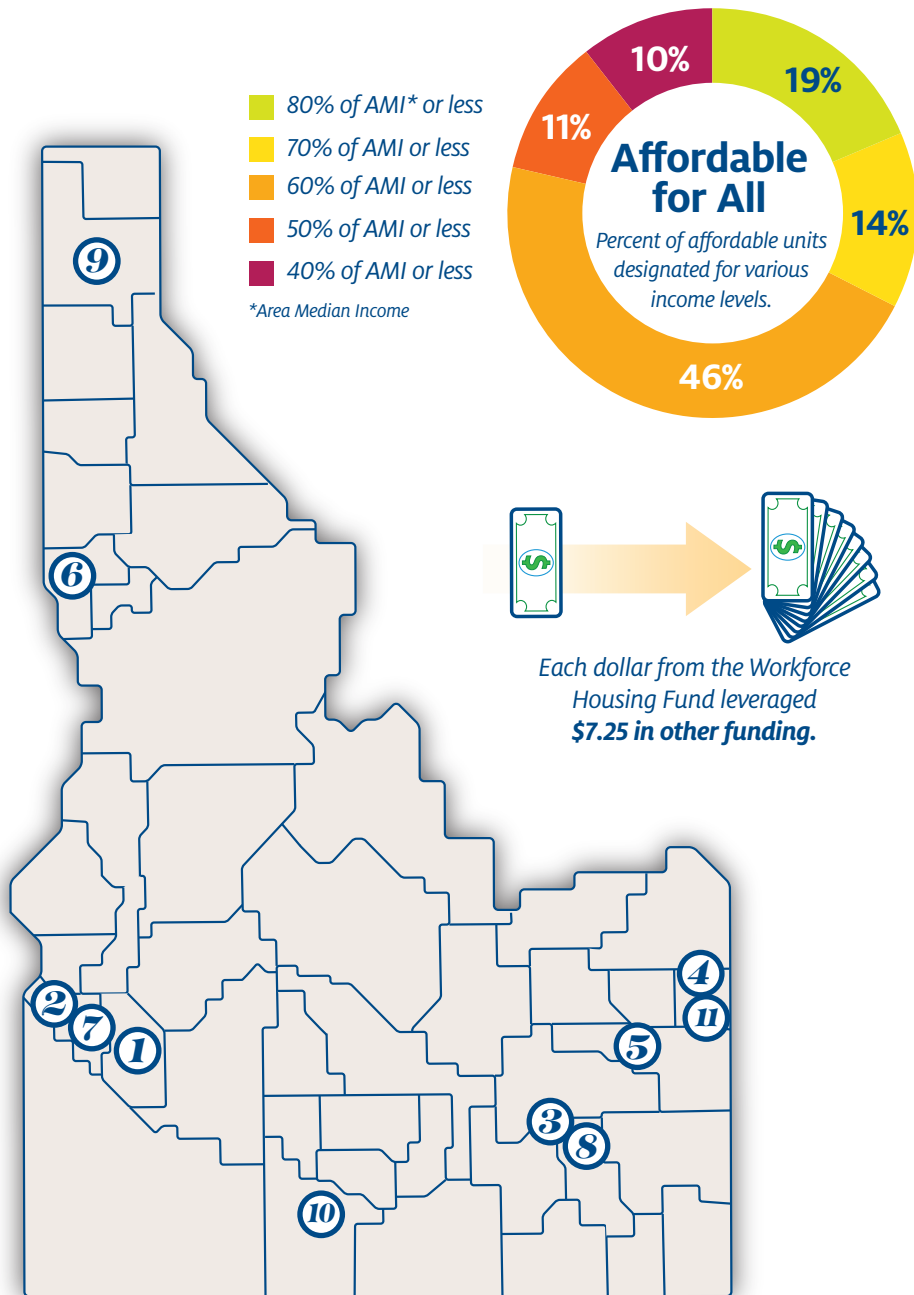 80% of AMI* or less
70% of AMI or less
60% of AMI or less
50% of AMI or less
40% of AMI or less
*Area Median Income
10%
19%
11%
14%
46%
Affordable
for All
Percent of affordable units
designated for various
income levels.
$
$
Each dollar from the Workforce
Housing Fund leveraged
$7.25 in other funding.
9
6
4
11
2
7
1
5
3
8
10